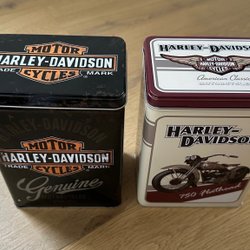 MOTOR
HARLEY-DAVIDSON
TRADE MARK
CYCLES
MOTOR
HARLEY-DAVIDSON
TRADE MARK
CYCLES
Genuine
HARLEY-DAVIDSON
MOTOR
CYCLES
American Classic
HARLEY-DAVIDSON
750 Flathead